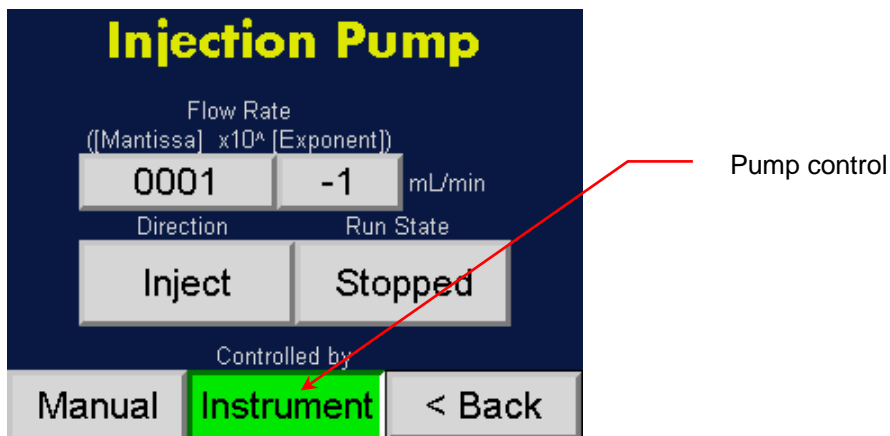 Injection Pump
Flow Rate
([Mantissa] x10^ [Exponent])
0001 -1 mL/min
Direction Run State
Inject Stopped
Controlled by
Manual Instrument < Back
Pump control